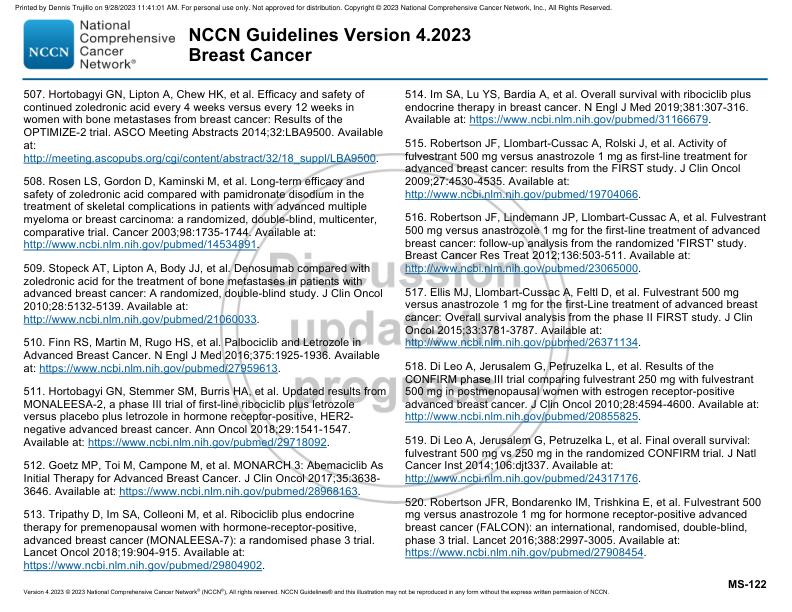 Printed by Dennis Trujillo on 9/28/2023 11:41:01 AM. For personal use only. Not approved for distribution. Copyright © 2023 National Comprehensive Cancer Network, Inc., All Rights Reserved.
NCCN
National
Comprehensive
Cancer
Network®
NCCN Guidelines Version 4.2023
Breast Cancer
507. Hortobagyi GN, Lipton A, Chew HK, et al. Efficacy and safety of
continued zoledronic acid every 4 weeks versus every 12 weeks in
women with bone metastases from breast cancer: Results of the
OPTIMIZE-2 trial. ASCO Meeting Abstracts 2014;32:LBA9500. Available
at:
http://meeting.ascopubs.org/cgi/content/abstract/32/18_suppl/LBA9500.
508. Rosen LS, Gordon D, Kaminski M, et al. Long-term efficacy and
safety of zoledronic acid compared with pamidronate disodium in the
treatment of skeletal complications in patients with advanced multiple
myeloma or breast carcinoma: a randomized, double-blind, multicenter,
comparative trial. Cancer 2003;98:1735-1744. Available at:
http://www.ncbi.nlm.nih.gov/pubmed/14534891.
509. Stopeck AT, Lipton A, Body JJ, et al. Denosumab compared with
zoledronic acid for the treatment of bone metastases in patients with
advanced breast cancer: A randomized, double-blind study. J Clin Oncol
2010;28:5132-5139. Available at:
http://www.ncbi.nlm.nih.gov/pubmed/21060033.
510. Finn RS, Martin M, Rugo HS, et al. Palbociclib and Letrozole in
Advanced Breast Cancer. N Engl J Med 2016;375:1925-1936. Available
at: https://www.ncbi.nlm.nih.gov/pubmed/27959613.
511. Hortobagyi GN, Stemmer SM, Burris HA, et al. Updated results from
MONALEESA-2, a phase III trial of first-line ribociclib plus letrozole
versus placebo plus letrozole in hormone receptor-positive, HER2-
negative advanced breast cancer. Ann Oncol 2018;29:1541-1547.
Available at: https://www.ncbi.nlm.nih.gov/pubmed/29718092.
512. Goetz MP, Toi M, Campone M, et al. MONARCH 3: Abemaciclib As
Initial Therapy for Advanced Breast Cancer. J Clin Oncol 2017;35:3638-
3646. Available at: https://www.ncbi.nlm.nih.gov/pubmed/28968163.
513. Tripathy D, Im SA, Colleoni M, et al. Ribociclib plus endocrine
therapy for premenopausal women with hormone-receptor-positive,
advanced breast cancer (MONALEESA-7): a randomised phase 3 trial.
Lancet Oncol 2018;19:904-915. Available at:
https://www.ncbi.nlm.nih.gov/pubmed/29804902.
514. Im SA, Lu YS, Bardia A, et al. Overall survival with ribociclib plus
endocrine therapy in breast cancer. N Engl J Med 2019;381:307-316.
Available at: https://www.ncbi.nlm.nih.gov/pubmed/31166679.
515. Robertson JF, Llombart-Cussac A, Rolski J, et al. Activity of
fulvestrant 500 mg versus anastrozole 1 mg as first-line treatment for
advanced breast cancer: results from the FIRST study. J Clin Oncol
2009;27:4530-4535. Available at:
http://www.ncbi.nlm.nih.gov/pubmed/19704066.
516. Robertson JF, Lindemann JP, Llombart-Cussac A, et al. Fulvestrant
500 mg versus anastrozole 1 mg for the first-line treatment of advanced
breast cancer: follow-up analysis from the randomized 'FIRST' study.
Breast Cancer Res Treat 2012;136:503-511. Available at:
http://www.ncbi.nlm.nih.gov/pubmed/23065000.
517. Ellis MJ, Llombart-Cussac A, Feltl D, et al. Fulvestrant 500 mg
versus anastrozole 1 mg for the first-Line treatment of advanced breast
cancer: Overall survival analysis from the phase II FIRST study. J Clin
Oncol 2015;33:3781-3787. Available at:
http://www.ncbi.nlm.nih.gov/pubmed/26371134.
518. Di Leo A, Jerusalem G, Petruzelka L, et al. Results of the
CONFIRM phase III trial comparing fulvestrant 250 mg with fulvestrant
500 mg in postmenopausal women with estrogen receptor-positive
advanced breast cancer. J Clin Oncol 2010;28:4594-4600. Available at:
http://www.ncbi.nlm.nih.gov/pubmed/20855825.
519. Di Leo A, Jerusalem G, Petruzelka L, et al. Final overall survival:
fulvestrant 500 mg vs 250 mg in the randomized CONFIRM trial. J Natl
Cancer Inst 2014;106:djt337. Available at:
http://www.ncbi.nlm.nih.gov/pubmed/24317176.
520. Robertson JFR, Bondarenko IM, Trishkina E, et al. Fulvestrant 500
mg versus anastrozole 1 mg for hormone receptor-positive advanced
breast cancer (FALCON): an international, randomised, double-blind,
phase 3 trial. Lancet 2016;388:2997-3005. Available at:
https://www.ncbi.nlm.nih.gov/pubmed/27908454.
Discussion
update in
progress
MS-122
Version 4.2023 © 2023 National Comprehensive Cancer Network® (NCCN®), All rights reserved. NCCN Guidelines® and this illustration may not be reproduced in any form without the express written permission of NCCN.